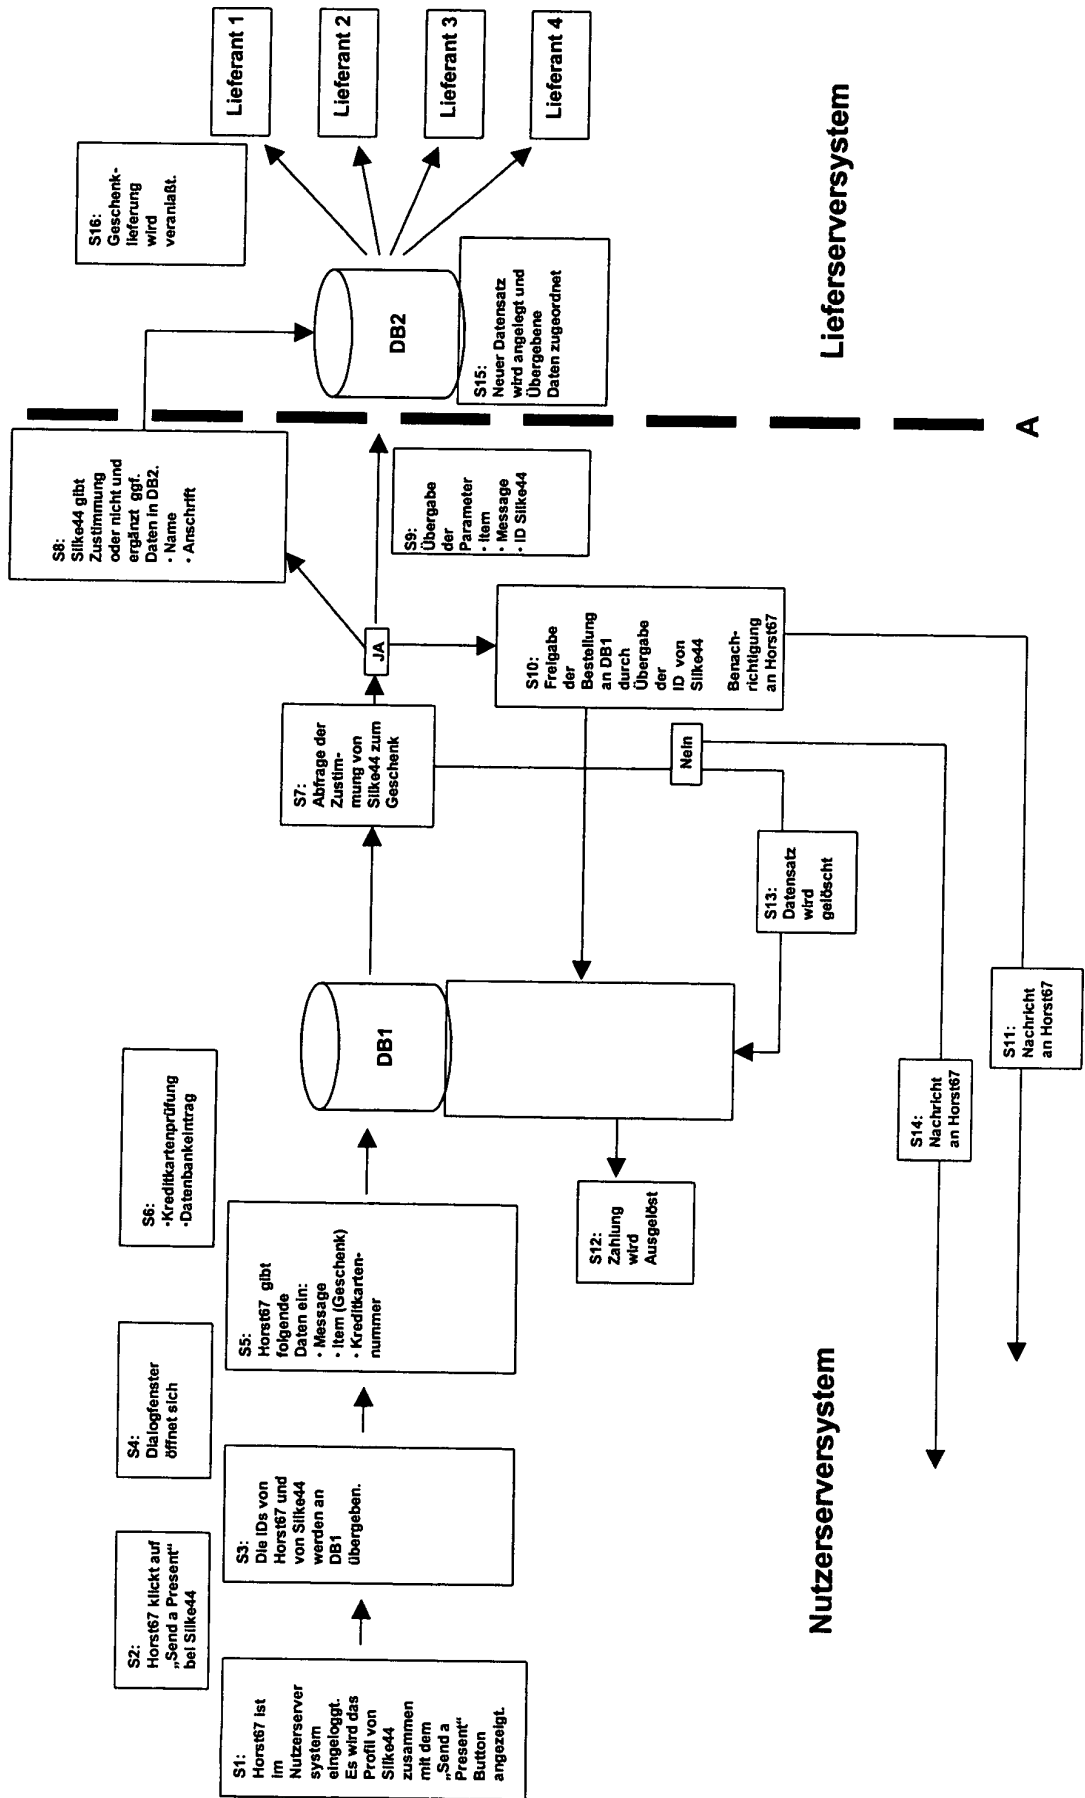 S1:
Horst67 ist
im
Nutzerserver
system
eingeloggt.
Es wird das
Profil von
Silke44
zusammen
mit dem
„Send a
Present“
Button
angezeigt.
S2:
Horst67 klickt auf
„Send a Present“
bei Silke44
S3:
Die IDs von
Horst67 und
von Silke44
werden an
DB1
übergeben.
S4:
Dialogfenster
öffnet sich
S5:
Horst67 gibt
folgende
Daten ein:
• Message
• Item (Geschenk)
• Kreditkarten-
nummer
S6:
•Kreditkartenprüfung
•Datenbankeintrag
DB1
S12:
Zahlung
wird
Ausgelöst
S7:
Abfrage der
Zustim-
mung von
Silke44 zum
Geschenk
JA
Nein
S13:
Datensatz
wird
gelöscht
S14:
Nachricht
an Horst67
S11:
Nachricht
an Horst67
S8:
Silke44 gibt
Zustimmung
oder nicht und
ergänzt ggf.
Daten in DB2.
• Name
• Anschrift
S9:
Übergabe
der
Parameter
• Item
• Message
• ID Silke44
S10:
Freigabe
der
Bestellung
an DB1
durch
Übergabe
der
ID von
Silke44
Benach-
richtigung
an Horst67
A
DB2
S15:
Neuer Datensatz
wird angelegt und
Übergebene
Daten zugeordnet
S16:
Geschenk-
lieferung
wird
veranlaßt.
Lieferant 1
Lieferant 2
Lieferant 3
Lieferant 4
Nutzerserversystem
Lieferserversystem